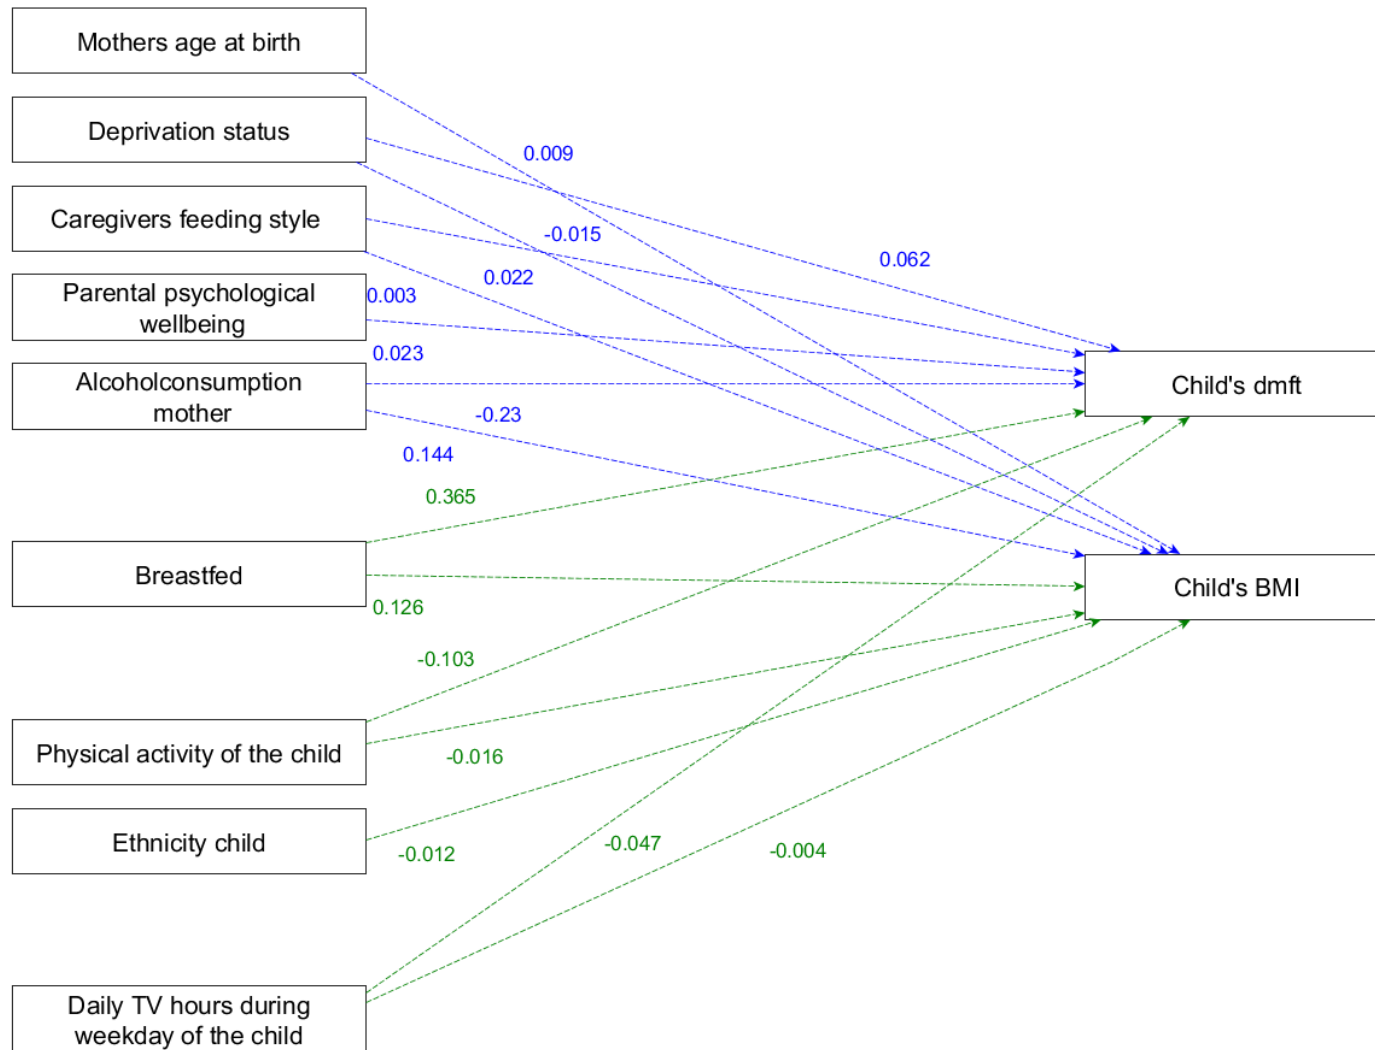 Mothers age at birth
Deprivation status
0.009
Caregivers feeding style
-0.015
0.062
0.022
Parental psychological
wellbeing
0.003
0.023
Alcoholconsumption
mother
Child's dmft
-0.23
0.144
0.365
Breastfed
Child's BMI
0.126
-0.103
Physical activity of the child
-0.016
Ethnicity child
-0.012
-0.047
-0.004
Daily TV hours during
weekday of the child